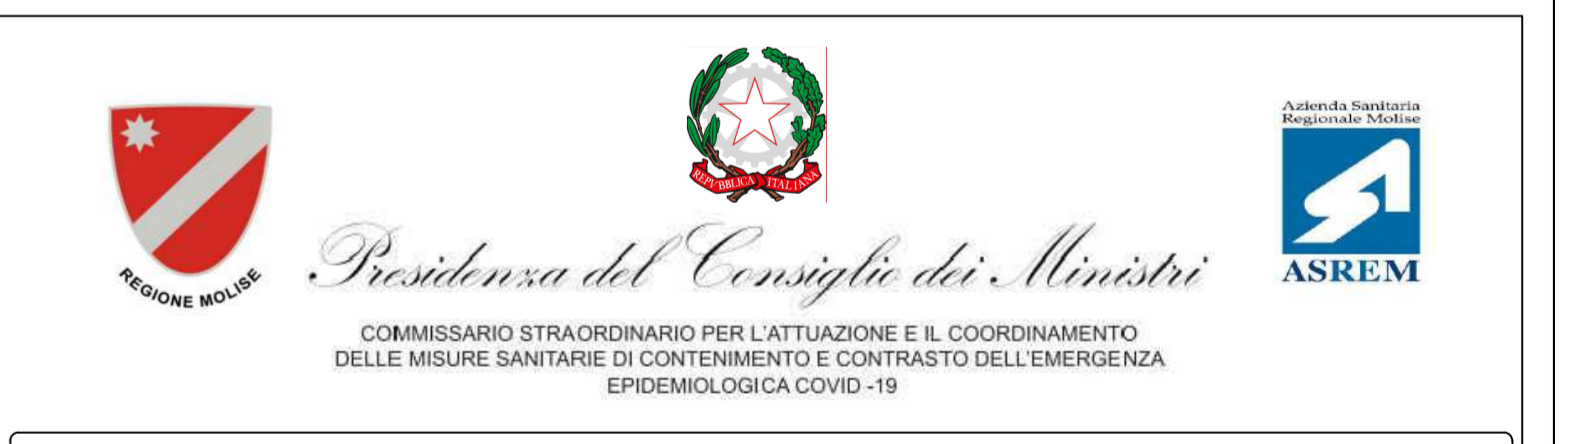 REPVBBLICA ITALIANA
Azienda Sanitaria
Regionale Molise
REGIONE MOLISE
Presidenza del Consiglio dei Ministri
ASREM
COMMISSARIO STRAORDINARIO PER L'ATTUAZIONE E IL COORDINAMENTO
DELLE MISURE SANITARIE DI CONTENIMENTO E CONTRASTO DELL'EMERGENZA
EPIDEMIOLOGICA COVID -19